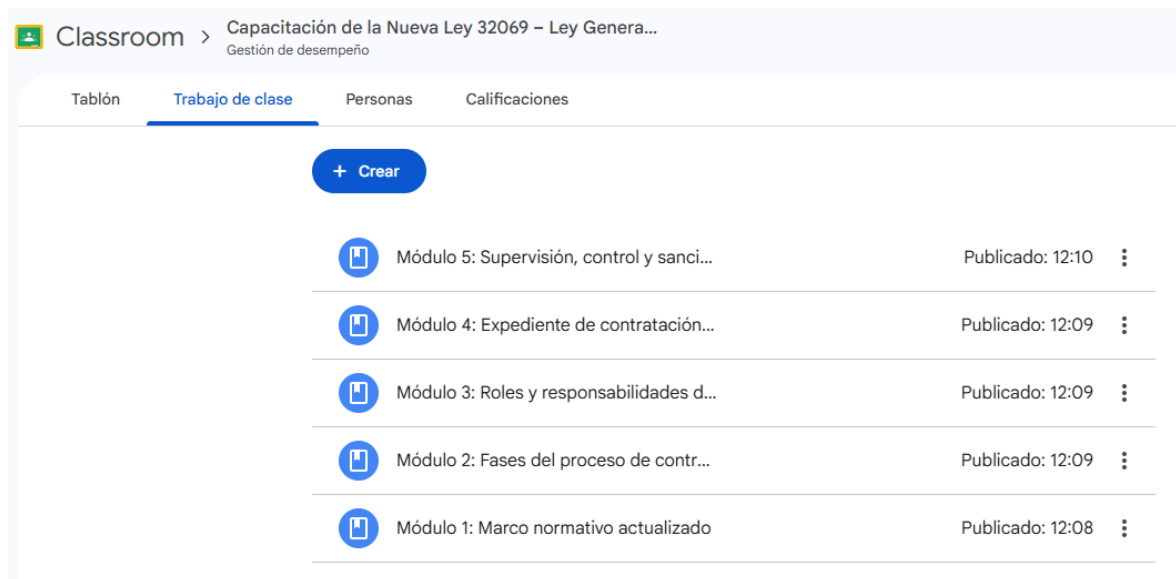 Classroom > Capacitación de la Nueva Ley 32069 – Ley Genera...
Gestión de desempeño
Tablón Trabajo de clase Personas Calificaciones
+ Crear
Módulo 5: Supervisión, control y sanci... Publicado: 12:10
Módulo 4: Expediente de contratación... Publicado: 12:09
Módulo 3: Roles y responsabilidades d... Publicado: 12:09
Módulo 2: Fases del proceso de contr... Publicado: 12:09
Módulo 1: Marco normativo actualizado Publicado: 12:08